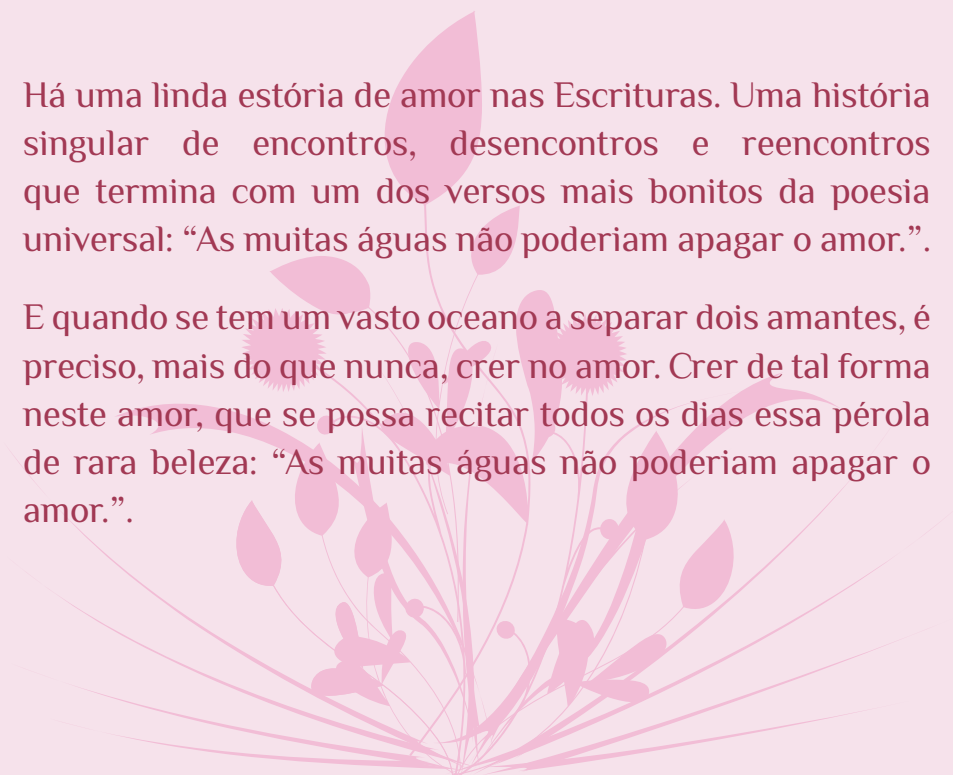 Há uma linda estória de amor nas Escrituras. Uma história
singular de encontros, desencontros e reencontros
que termina com um dos versos mais bonitos da poesia
universal: “As muitas águas não poderiam apagar o amor.”.
E quando se tem um vasto oceano a separar dois amantes, é
preciso, mais do que nunca, crer no amor. Crer de tal forma
neste amor, que se possa recitar todos os dias essa pérola
de rara beleza: “As muitas águas não poderiam apagar o
amor.”.